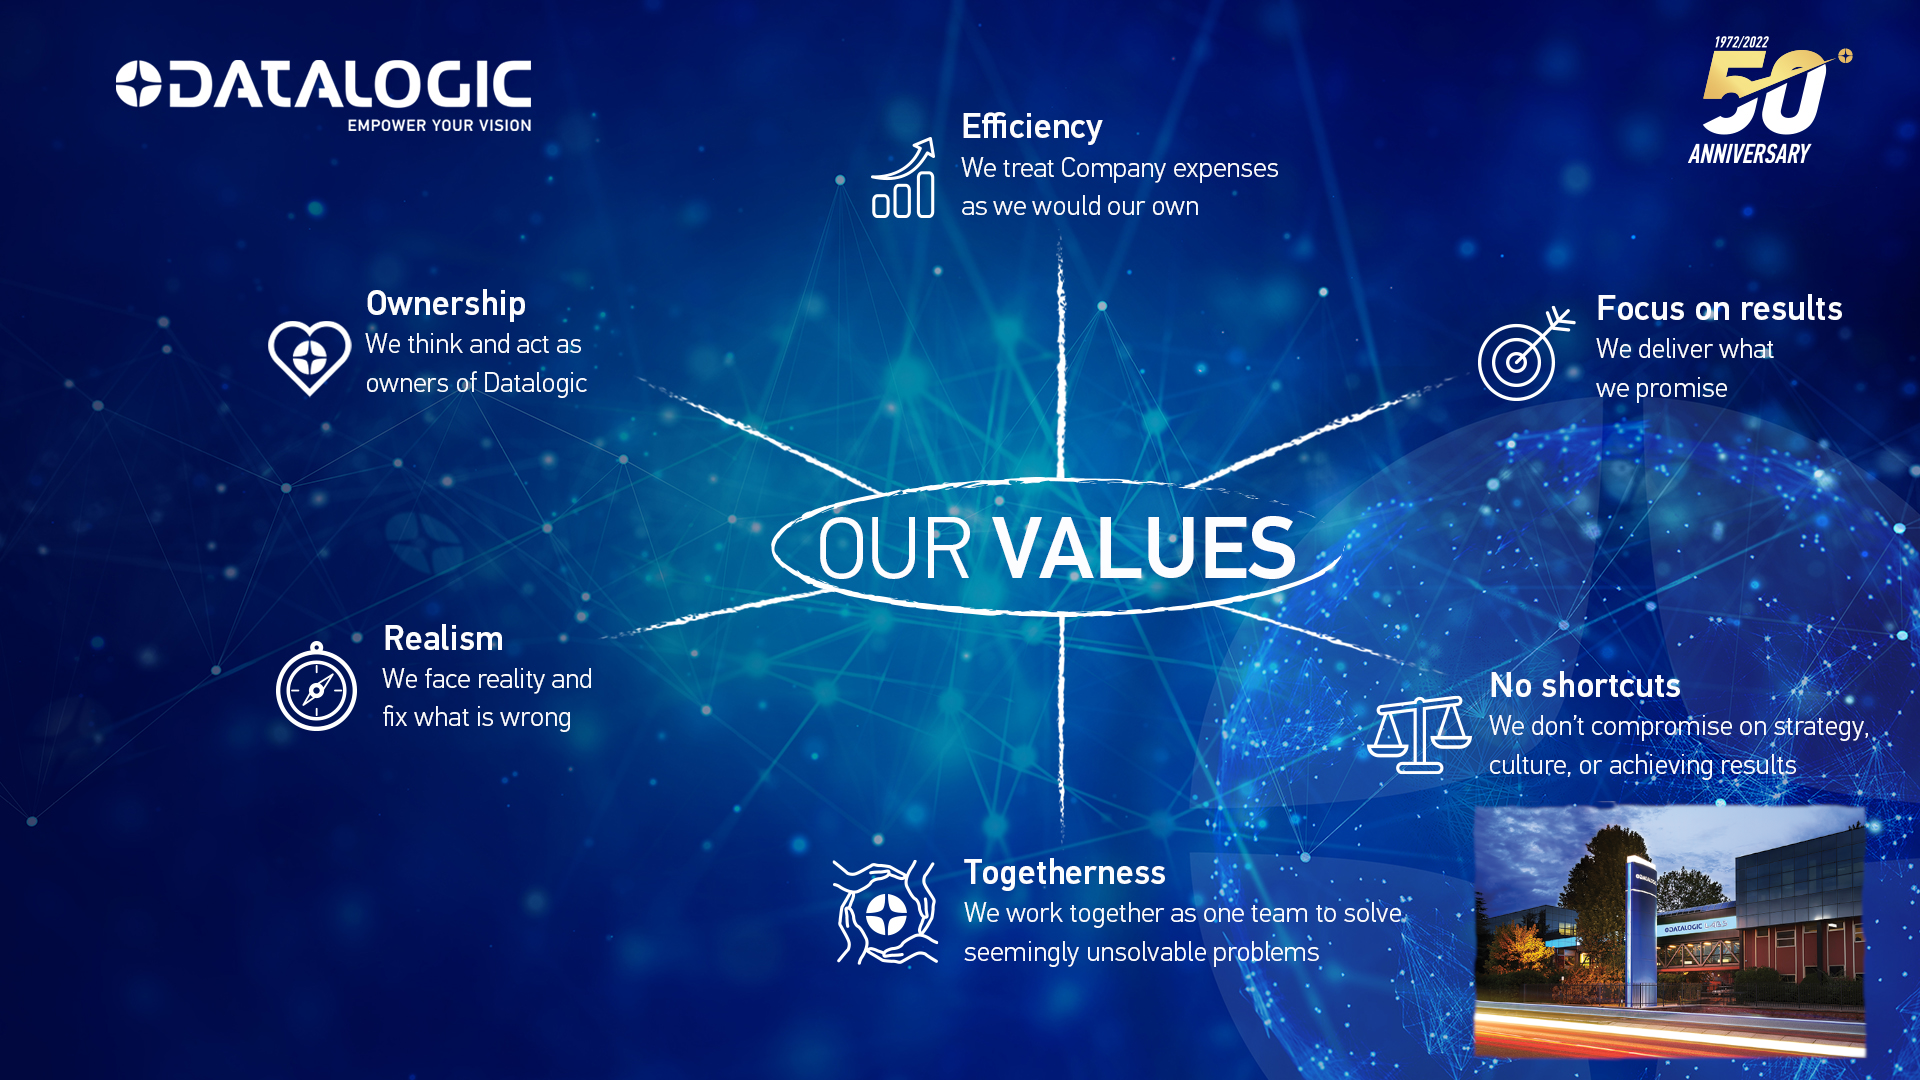 DATALOGIC
EMPOWER YOUR VISION
1972/2022
50
ANNIVERSARY
Efficiency
We treat Company expenses
as we would our own
Ownership
We think and act as
owners of Datalogic
Focus on results
We deliver what
we promise
OUR VALUES
Realism
We face reality and
fix what is wrong
No shortcuts
We don't compromise on strategy,
culture, or achieving results
Togetherness
We work together as one team to solve
seemingly unsolvable problems
DATALOGIC
DATALOGIC